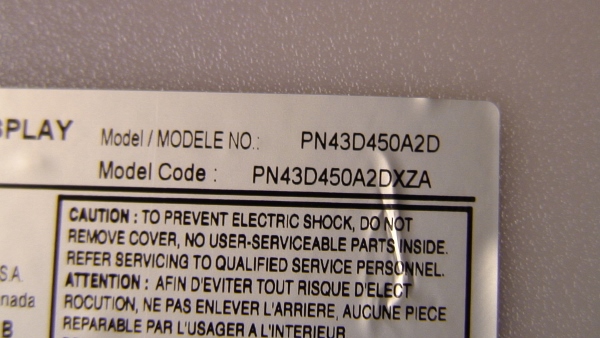 Model / MODELE NO.: PN43D450A2D
Model Code : PN43D450A2DXZA
CAUTION : TO PREVENT ELECTRIC SHOCK, DO NOT
REMOVE COVER, NO USER-SERVICEABLE PARTS INSIDE.
REFER SERVICING TO QUALIFIED SERVICE PERSONNEL.
ATTENTION : AFIN D'EVITER TOUT RISQUE D'ELECT
ROCUTION, NE PAS ENLEVER L'ARRIERE, AUCUNE PIECE
REPARABLE PAR L'USAGER A L'INTERIEUR
B